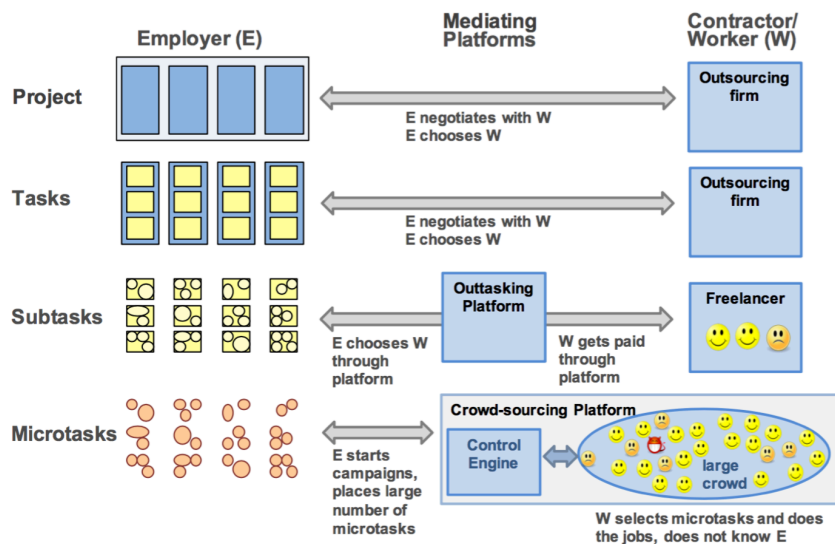 Employer (E)
Mediating
Platforms
Contractor/
Worker (W)
Project
E negotiates with W
E chooses W
Outsourcing
firm
Tasks
E negotiates with W
E chooses W
Outsourcing
firm
Subtasks
E chooses W
through
platform
Outtasking
Platform
W gets paid
through
platform
Freelancer
Microtasks
E starts
campaigns,
places large
number of
microtasks
Crowd-sourcing Platform
Control
Engine
large
crowd
W selects microtasks and does
the jobs, does not know E